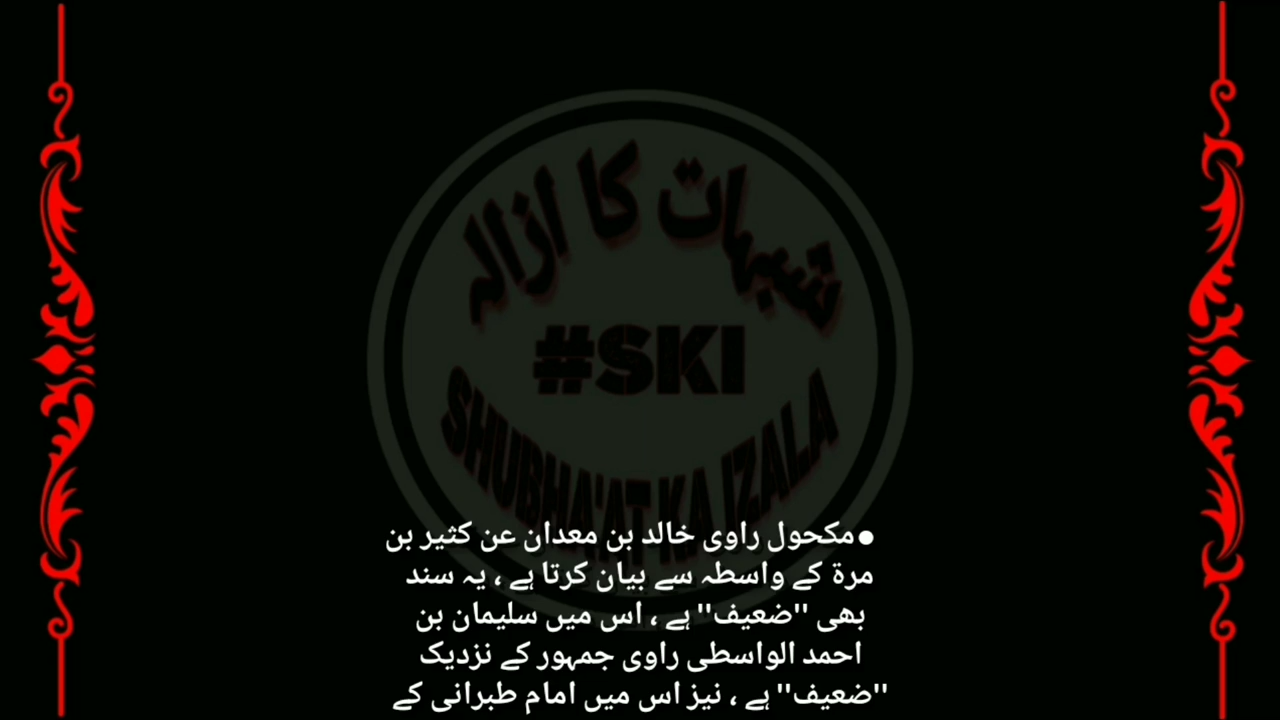 شبہات کا ازالہ
#SKI
SHUBHA'AT KA IZALA
●مکحول راوی خالد بن معدان عن کثیر بن
مرۃ کے واسطہ سے بیان کرتا ہے ، یہ سند
بھی "ضعیف" ہے ، اس میں سلیمان بن
احمد الواسطی راوی جمہور کے نزدیک
"ضعیف" ہے ، نیز اس میں امام طبرانی کے